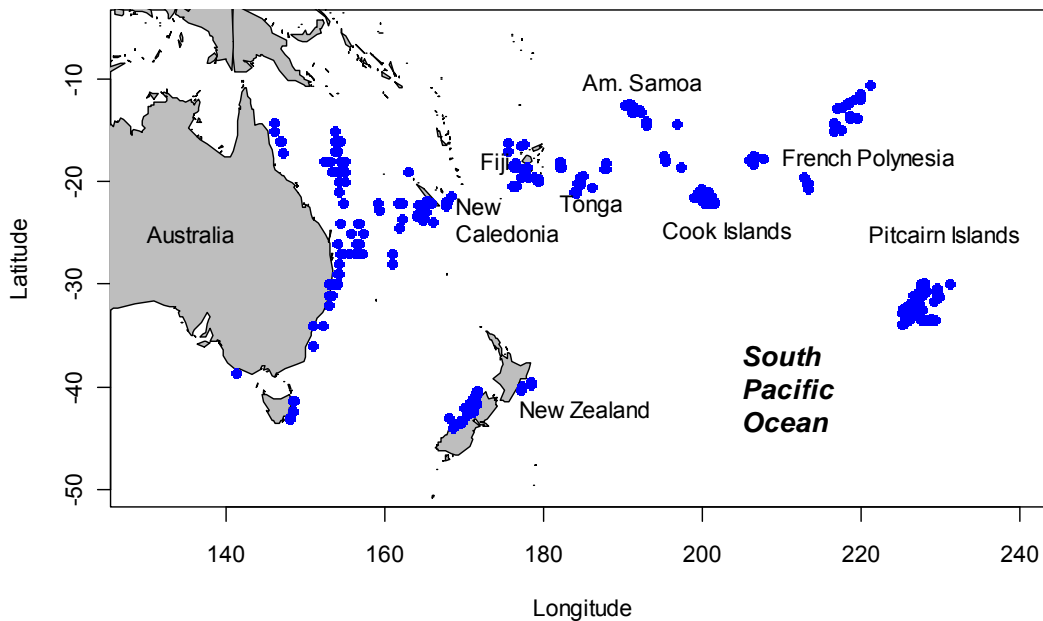 -10
-20
-30
-40
-50
Latitude
Am. Samoa
Fiji
French Polynesia
Tonga
New
Caledonia
Australia
Cook Islands
Pitcairn Islands
South
Pacific
Ocean
New Zealand
140
160
180
200
220
240
Longitude